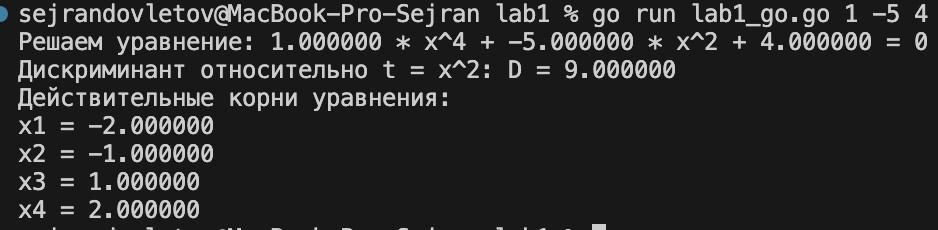 sejrandovletov@MacBook-Pro-Sejran lab1 % go run lab1_go.go 1 -5 4
Решаем уравнение: 1.000000 * x^4 + -5.000000 * x^2 + 4.000000 = 0
Дискриминант относительно t = x^2: D = 9.000000
Действительные корни уравнения:
x1 = -2.000000
x2 = -1.000000
x3 = 1.000000
x4 = 2.000000